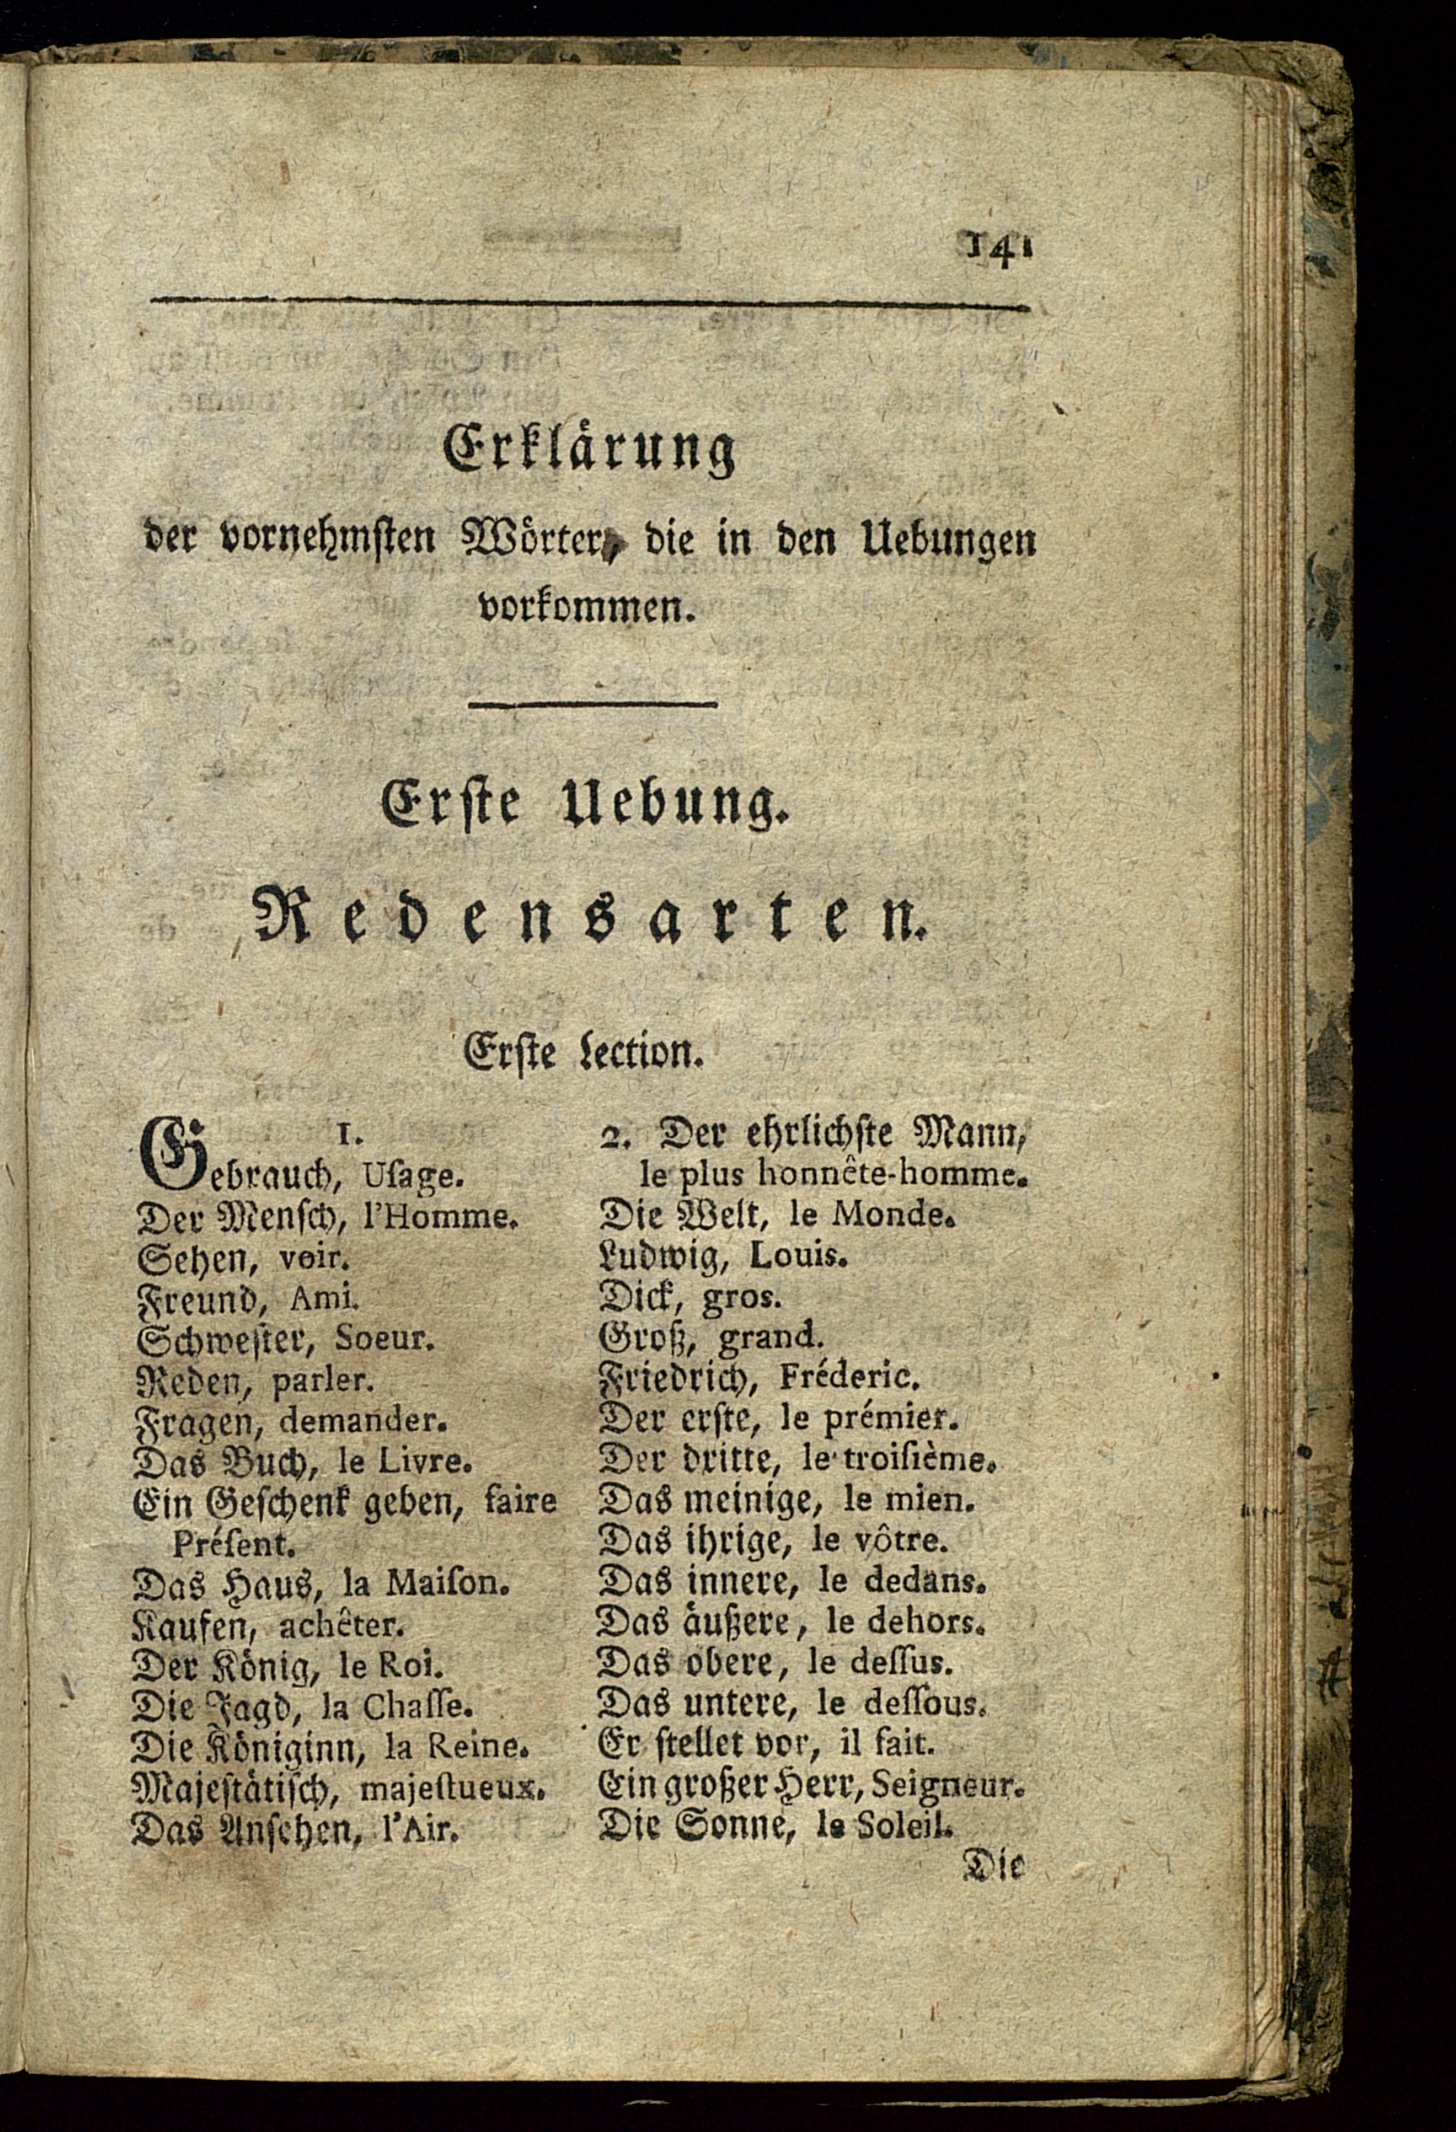 141
Erklärung
der vornehmſten Wörter, die in den Uebungen
vorkommen.
Erſte Uebung.
Redensarten.
Erſte Lection.
1.
Gebrauch, Uſage.
Der Menſch, l'Homme.
Sehen, voir.
Freund, Ami.
Schweſter, Soeur.
Reden, parler.
Fragen, demander.
Das Buch, le Livre.
Ein Geſchenk geben, faire
Préſent.
Das Haus, la Maiſon.
Kaufen, achêter.
Der König, le Roi.
Die Jagd, la Chaſſe.
Die Königinn, la Reine.
Majeſtätiſch, majeſtueux.
Das Anſehen, l'Air.
2. Der ehrlichſte Mann,
le plus honnête-homme.
Die Welt, le Monde.
Ludwig, Louis.
Dick, gros.
Groß, grand.
Friedrich, Fréderic.
Der erſte, le prémier.
Der dritte, le troiſième.
Das meinige, le mien.
Das ihrige, le vôtre.
Das innere, le dedans.
Das äußere, le dehors.
Das obere, le deſſus.
Das untere, le deſſous.
Er ſtellet vor, il fait.
Ein großer Herr, Seigneur.
Die Sonne, le Soleil.
Die